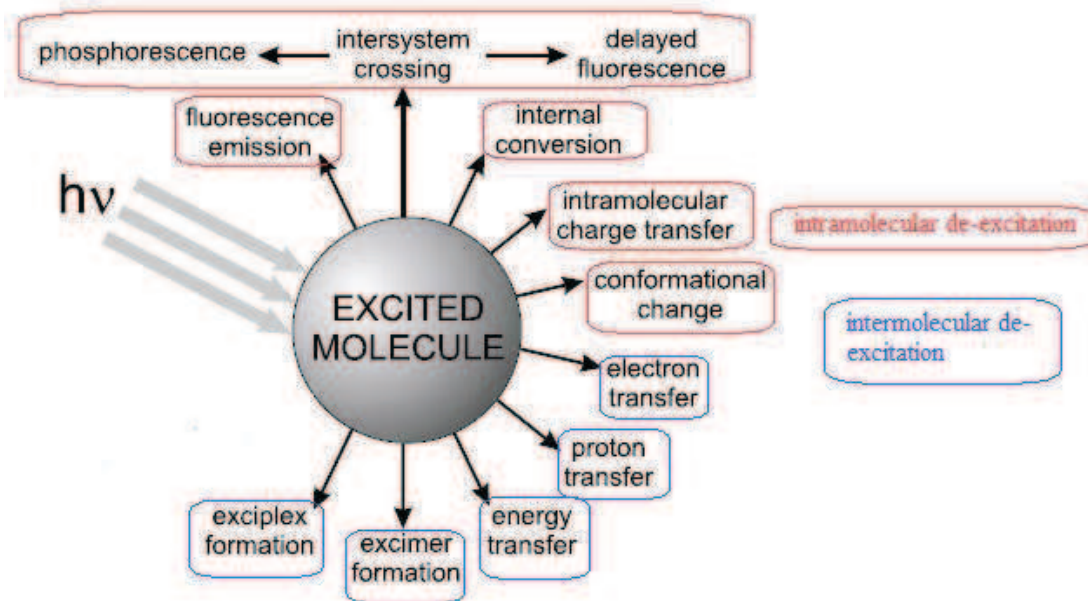 phosphorescence
intersystem
crossing
delayed
fluorescence
fluorescence
emission
internal
conversion
hν
intramolecular
charge transfer
intramolecular de-excitation
conformational
change
EXCITED
MOLECULE
intermolecular de-
excitation
electron
transfer
proton
transfer
energy
transfer
excimer
formation
exciplex
formation